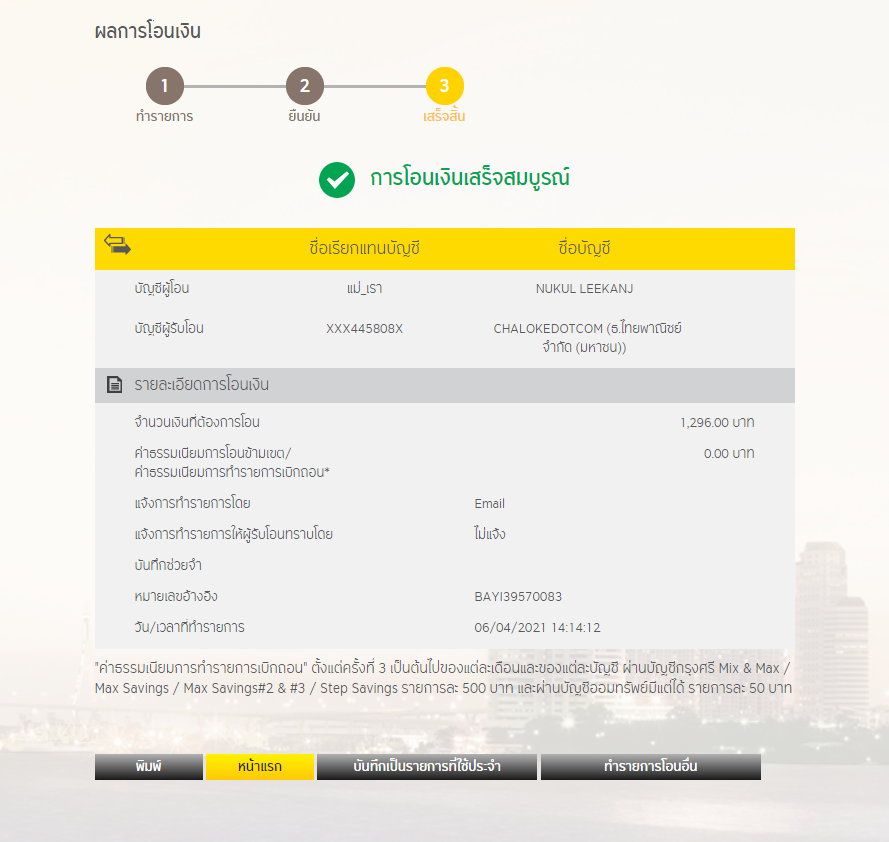 ผลการโอนเงิน
1 2 3
ทำรายการ ยืนยัน เสร็จสิ้น
การโอนเงินเสร็จสมบูรณ์
ชื่อเรียกแทนบัญชี ชื่อบัญชี
บัญชีผู้โอน แม่_เรา NUKUL LEEKANJ
บัญชีผู้รับโอน XXX445808X CHALOKEDOTCOM (ธ.ไทยพาณิชย์
จำกัด (มหาชน))
รายละเอียดการโอนเงิน
จำนวนเงินที่ต้องการโอน 1,296.00 บาท
ค่าธรรมเนียมการโอนข้ามเขต/ 0.00 บาท
ค่าธรรมเนียมการทำรายการเบิกถอน*
แจ้งการทำรายการโดย Email
แจ้งการทำรายการให้ผู้รับโอนทราบโดย ไม่แจ้ง
บันทึกช่วยจำ
หมายเลขอ้างอิง BAYI39570083
วัน/เวลาที่ทำรายการ 06/04/2021 14:14:12
"ค่าธรรมเนียมการทำรายการเบิกถอน" ตั้งแต่ครั้งที่ 3 เป็นต้นไปของแต่ละเดือนและของแต่ละบัญชี ผ่านบัญชีกรุงศรี Mix & Max /
Max Savings / Max Savings#2 & #3 / Step Savings รายการละ 500 บาท และผ่านบัญชีออมทรัพย์มีแต่ได้ รายการละ 50 บาท
พิมพ์ หน้าแรก บันทึกเป็นรายการที่ใช้ประจำ ทำรายการโอนอื่น